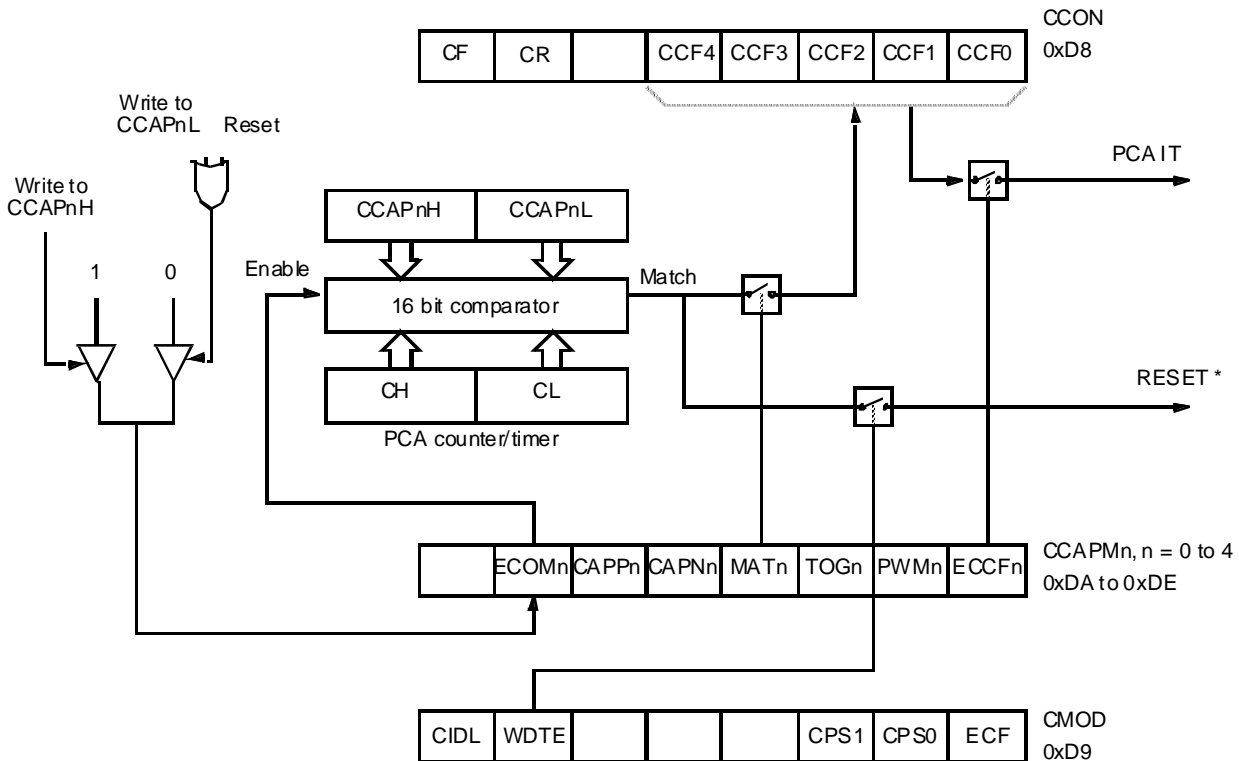 CCON
0xD8
CF CR CCF4 CCF3 CCF2 CCF1 CCF0
Write to
CCAPnL Reset
PCA IT
Write to
CCAPnH
CCAPnH CCAPnL
1 0 Enable
16 bit comparator
Match
CH CL
PCA counter/timer
RESET *
ECOMn CAPPn CAPNn MATn TOGn PWMn ECCFn
CCAPMn, n = 0 to 4
0xDA to 0xDE
CIDL WDTE CPS1 CPS0 ECF
CMOD
0xD9